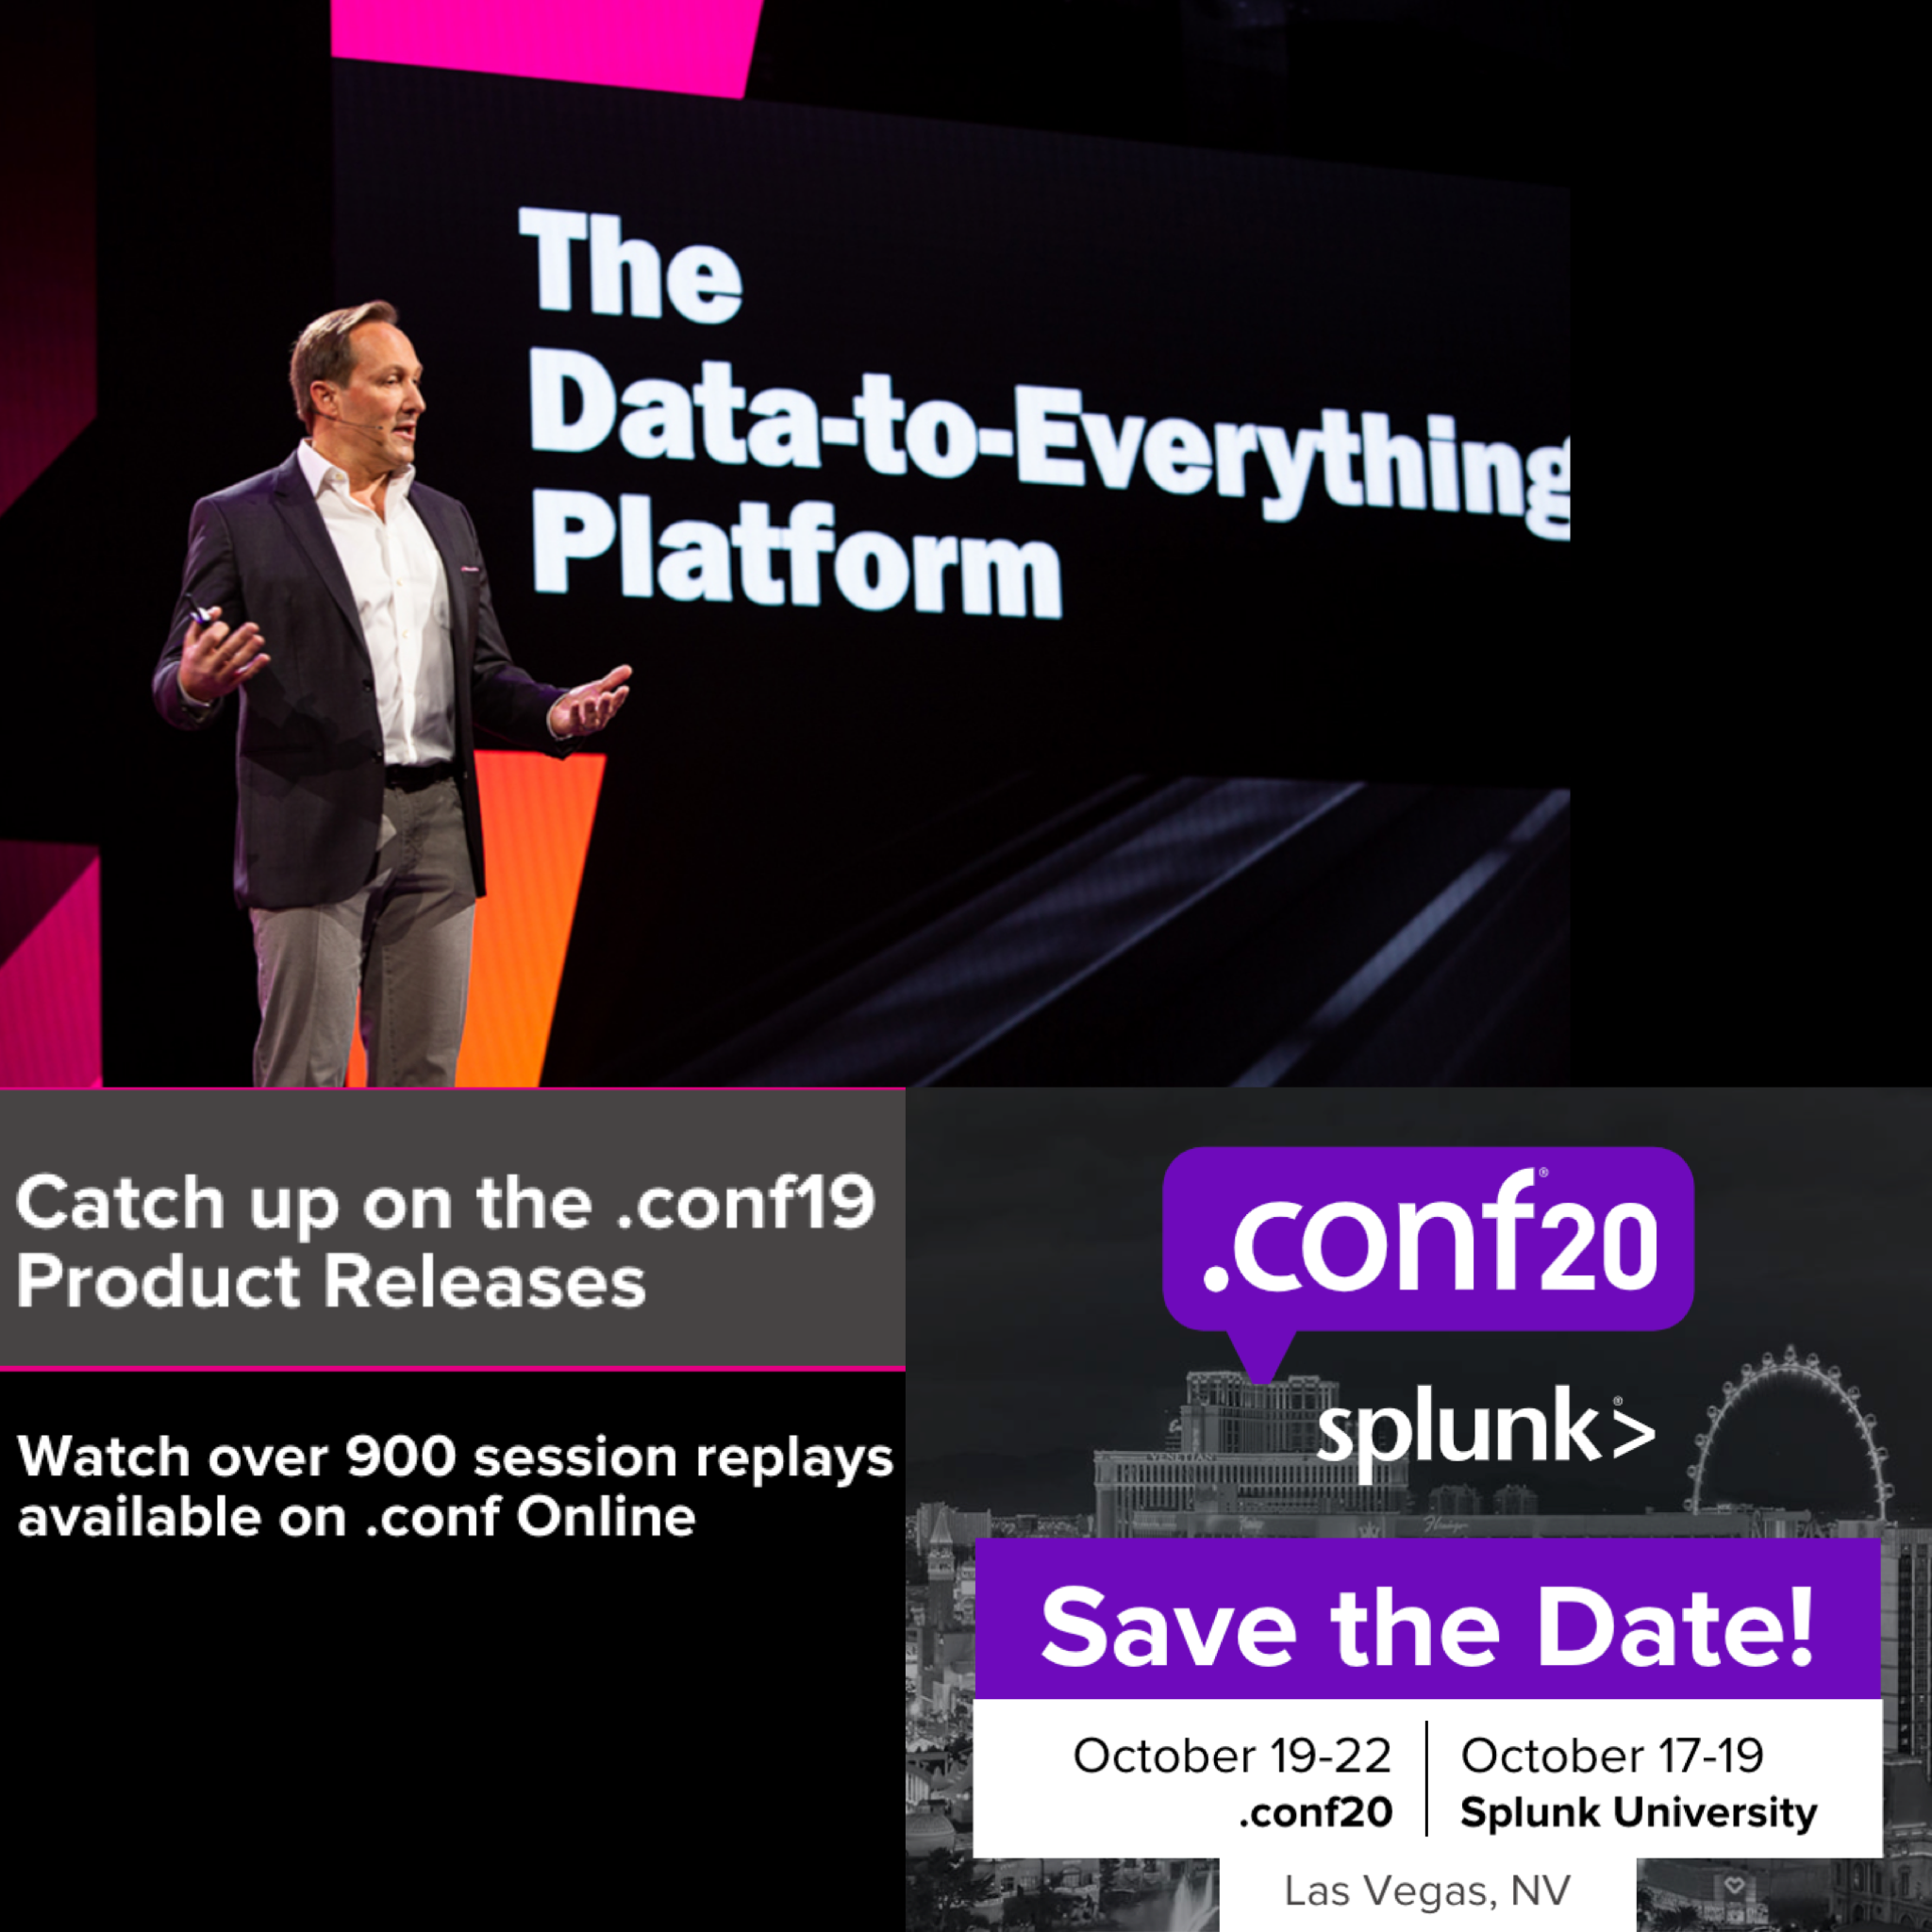 The
Data-to-Everything
Platform
Catch up on the .conf19
Product Releases
Watch over 900 session replays
available on .conf Online
.conf20
splunk>
VENETIAN
Flamingo
Save the Date!
October 19-22
.conf20
October 17-19
Splunk University
Las Vegas, NV